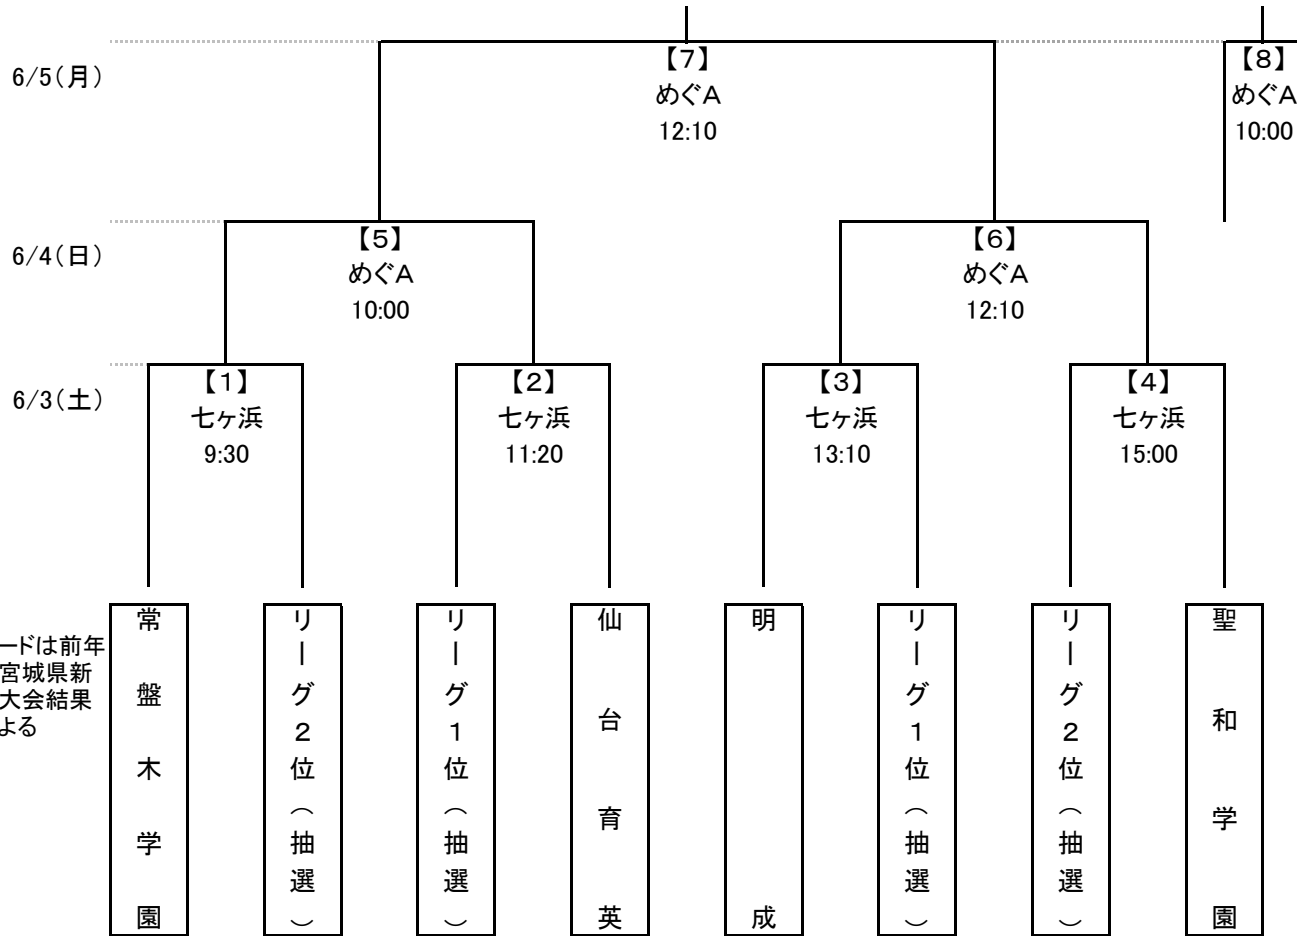 6/5(月)
【7】
めぐA
12:10
【8】
めぐA
10:00
6/4(日)
【5】
めぐA
10:00
【6】
めぐA
12:10
6/3(土)
【1】
七ヶ浜
9:30
【2】
七ヶ浜
11:20
【3】
七ヶ浜
13:10
【4】
七ヶ浜
15:00
ードは前年
宮城県新
大会結果
よる
常盤木学園
リーグ2位(抽選)
リーグ1位(抽選)
仙台育英
明成
リーグ1位(抽選)
リーグ2位(抽選)
聖和学園